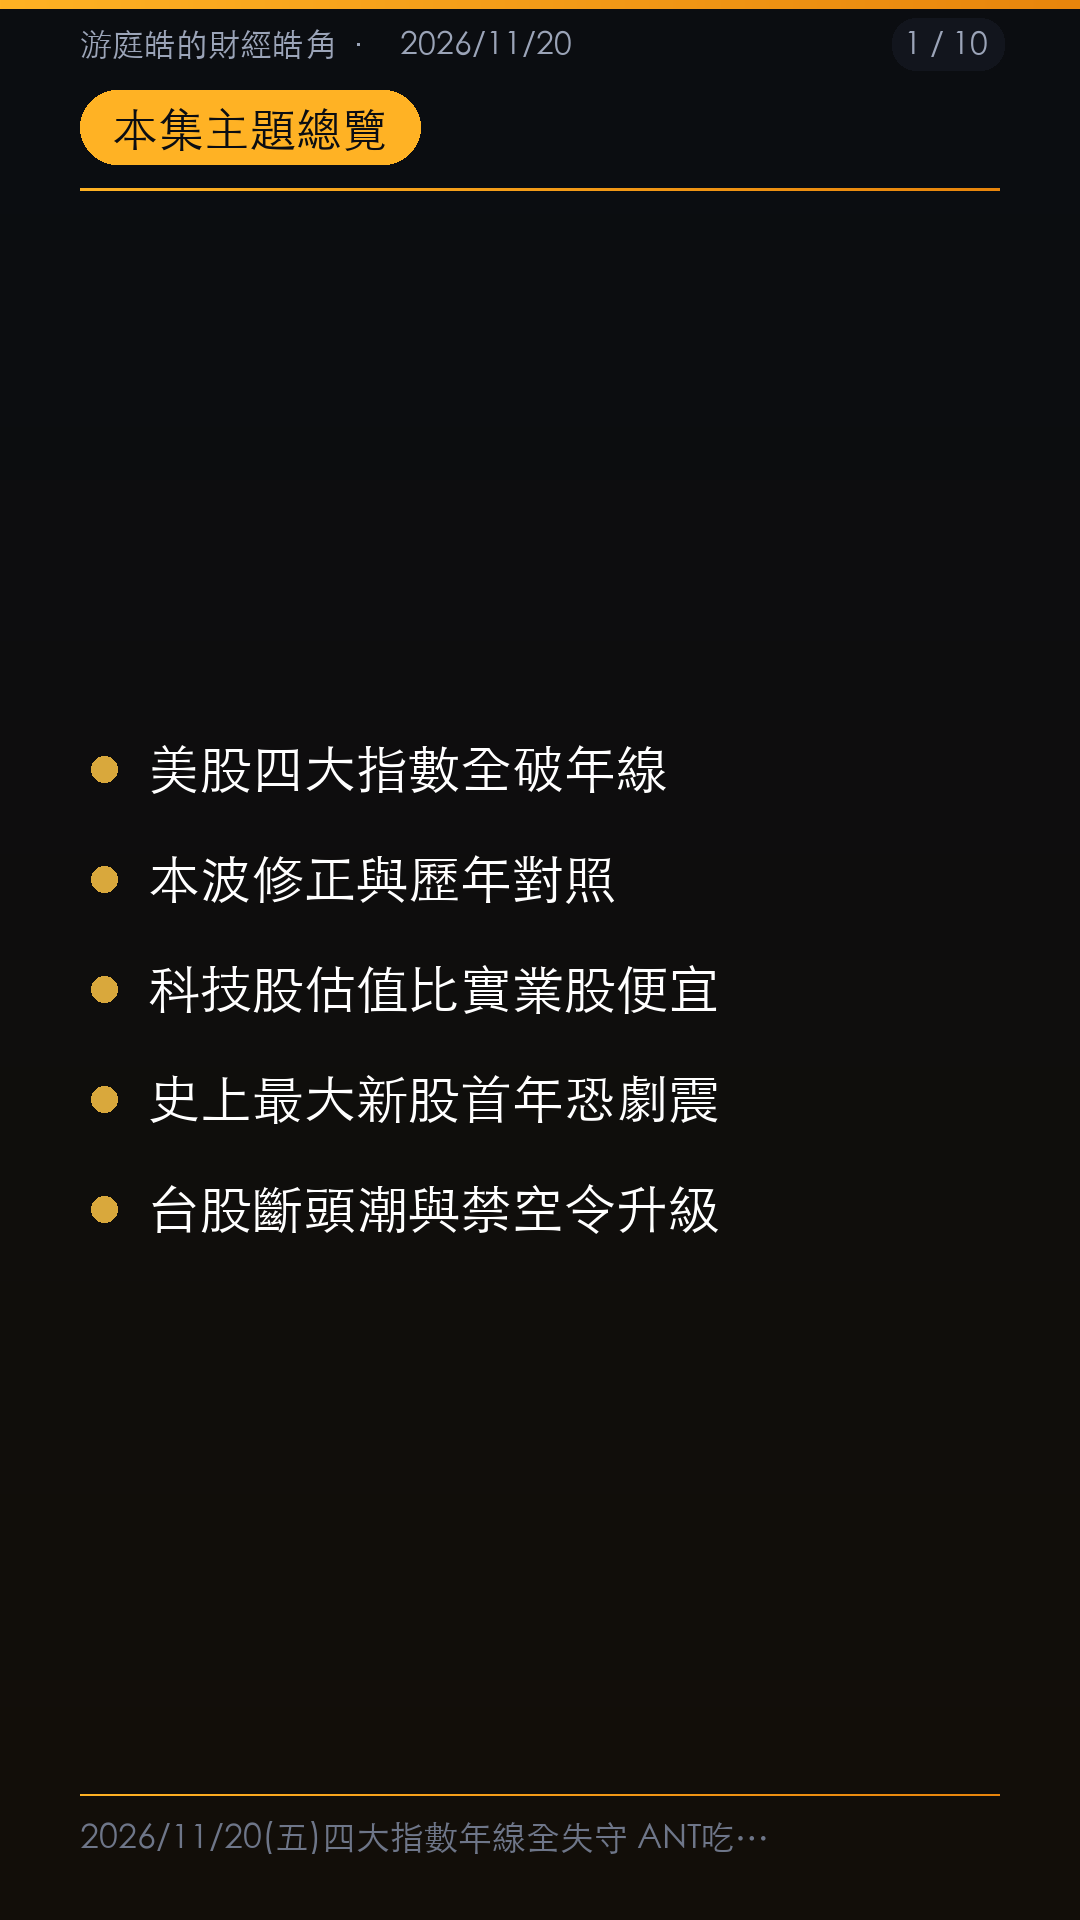 游庭皓的財經皓角 · 2026/11/20
1 / 10
本集主題總覽
美股四大指數全破年線
本波修正與歷年對照
科技股估值比實業股便宜
史上最大新股首年恐劇震
台股斷頭潮與禁空令升級
2026/11/20(五)四大指數年線全失守 ANT吃⋯